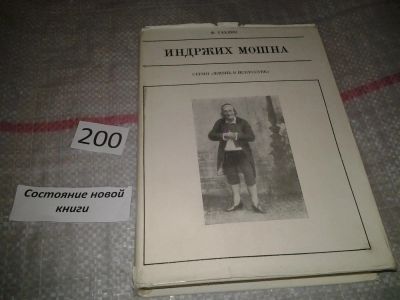 ИНДРЖИХ МОШНА
СЕРИЯ «ЖИЗНЬ В ИСКУССТВЕ»
200
Состояние новой
книги